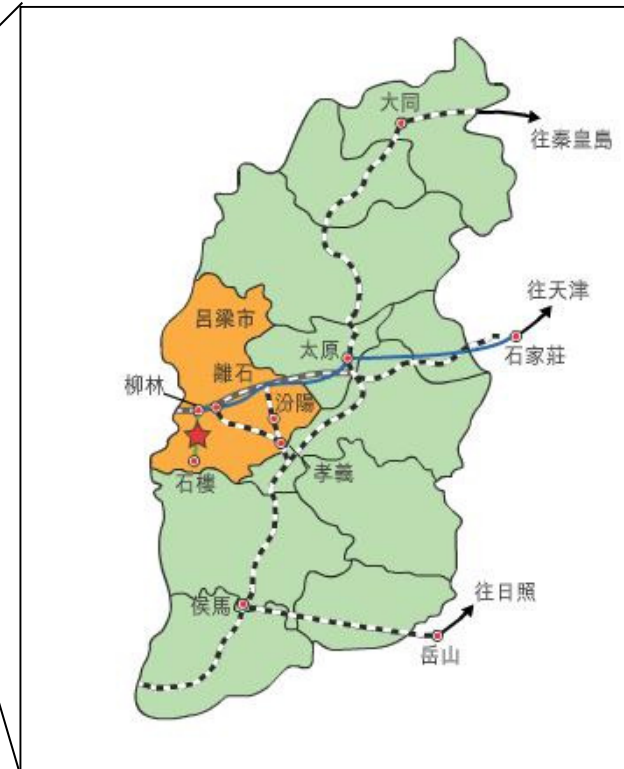 大同
往秦皇島
往天津
呂梁市
太原
石家莊
離石
柳林
汾陽
孝義
石樓
往日照
侯馬
岳山